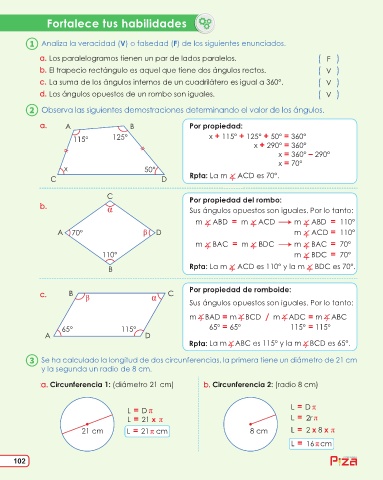 Fortalece tus habilidades
1 Analiza la veracidad (V) o falsedad (F) de los siguientes enunciados.
a. Los paralelogramos tienen un par de lados paralelos. ( F )
b. El trapecio rectángulo es aquel que tiene dos ángulos rectos. ( V )
c. La suma de los ángulos internos de un cuadrilátero es igual a 360°. ( V )
d. Los ángulos opuestos de un rombo son iguales. ( V )
2 Observa las siguientes demostraciones determinando el valor de los ángulos.
a. A B
115° 125°
x 50°
C D
Por propiedad:
x + 115° + 125° + 50° = 360°
x + 290° = 360°
x = 360° – 290°
x = 70°
Rpta: La m ∡ ACD es 70°.
b. C
α
A 70° β D
110°
B
Por propiedad del rombo:
Sus ángulos opuestos son iguales. Por lo tanto:
m ∡ ABD = m ∡ ACD → m ∡ ABD = 110°
m ∡ ACD = 110°
m ∡ BAC = m ∡ BDC → m ∡ BAC = 70°
m ∡ BDC = 70°
Rpta: La m ∡ ACD es 110° y la m ∡ BDC es 70°.
c. B C
β α
65° 115°
A D
Por propiedad de romboide:
Sus ángulos opuestos son iguales. Por lo tanto:
m ∡ BAD = m ∡ BCD / m ∡ ADC = m ∡ ABC
65° = 65° 115° = 115°
Rpta: La m ∡ ABC es 115° y la m ∡ BCD es 65°.
3 Se ha calculado la longitud de dos circunferencias, la primera tiene un diámetro de 21 cm
y la segunda un radio de 8 cm.
a. Circunferencia 1: (diámetro 21 cm)
21 cm
L = D π
L = 21 x π
L = 21 π cm
b. Circunferencia 2: (radio 8 cm)
8 cm
L = D π
L = 2r π
L = 2 x 8 x π
L = 16 π cm
102
Piza